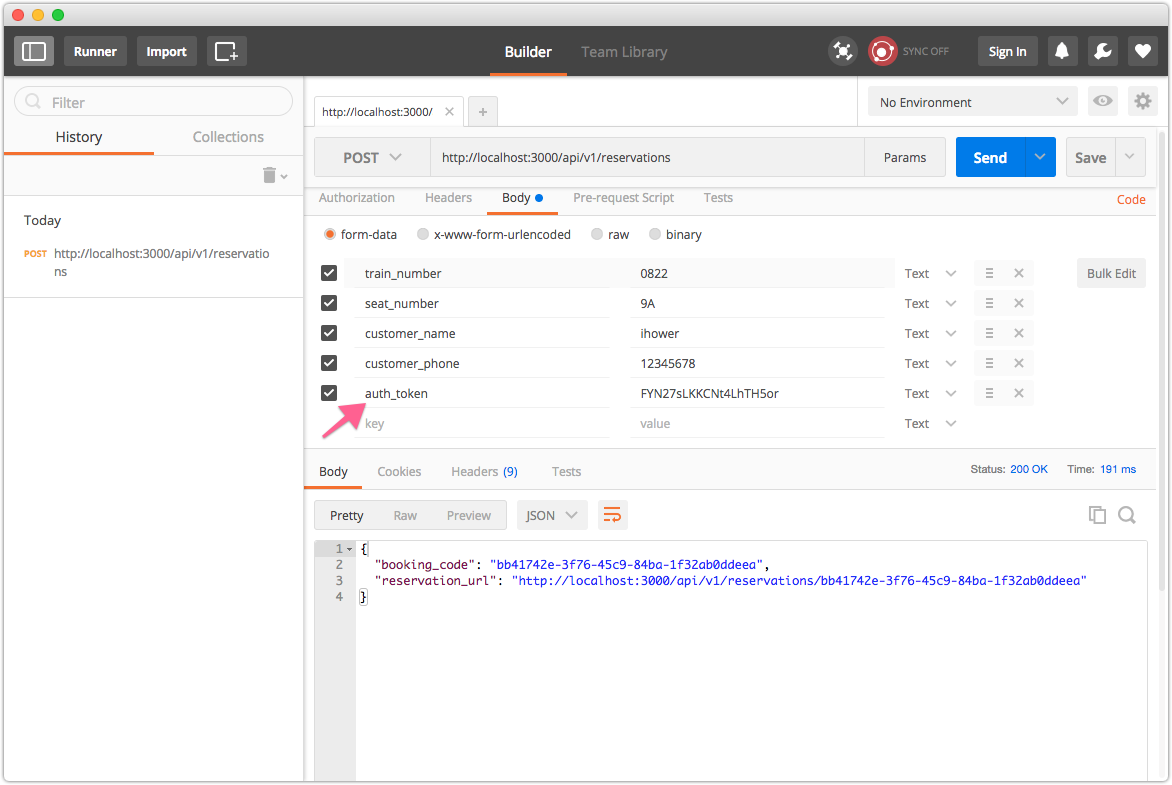 Runner Import Builder Team Library SYNC OFF Sign In
Filter
History Collections
Today
POST http://localhost:3000/api/v1/reservatio
ns
http://localhost:3000/ No Environment
POST http://localhost:3000/api/v1/reservations Params Send Save
Authorization Headers Body Pre-request Script Tests Code
form-data x-www-form-urlencoded raw binary
train_number 0822 Text Bulk Edit
seat_number 9A Text
customer_name ihower Text
customer_phone 12345678 Text
auth_token FYN27sLKKCNt4LhTH5or Text
key value Text
Body Cookies Headers (9) Tests Status: 200 OK Time: 191 ms
Pretty Raw Preview JSON
1 {
2 "booking_code": "bb41742e-3f76-45c9-84ba-1f32ab0ddeea",
3 "reservation_url": "http://localhost:3000/api/v1/reservations/bb41742e-3f76-45c9-84ba-1f32ab0ddeea"
4 }